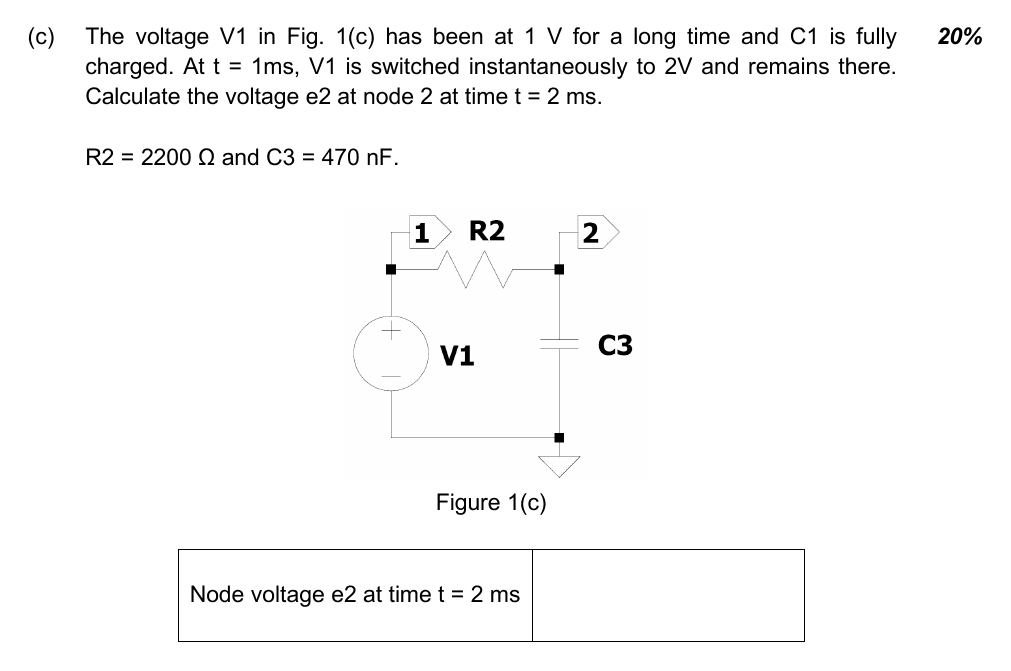 (c) The voltage V1 in Fig. 1(c) has been at 1 V for a long time and C1 is fully 20%
charged. At t = 1ms, V1 is switched instantaneously to 2V and remains there.
Calculate the voltage e2 at node 2 at time t = 2 ms.
R2 = 2200 Ω and C3 = 470 nF.
1 R2 2
+
V1 C3
Figure 1(c)
Node voltage e2 at time t = 2 ms